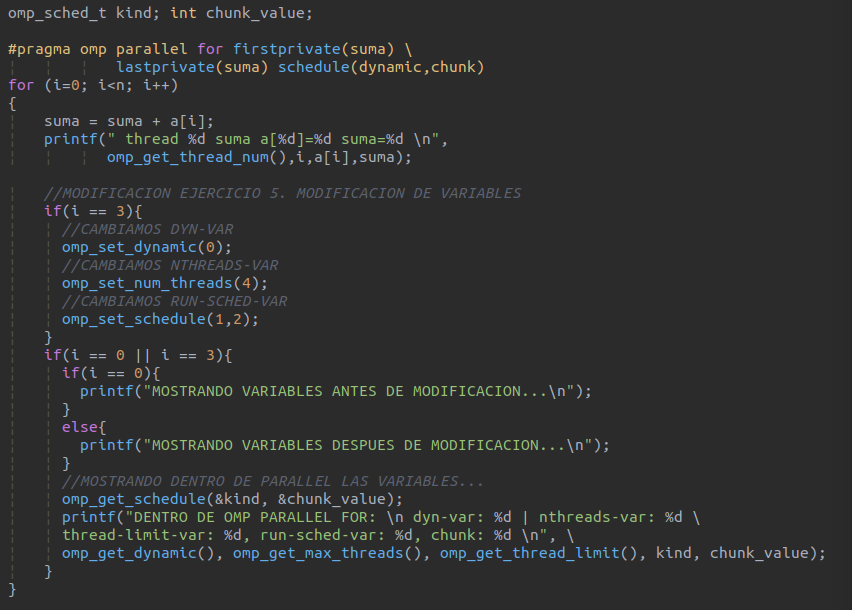 omp_sched_t kind; int chunk_value;
#pragma omp parallel for firstprivate(suma) \
lastprivate(suma) schedule(dynamic,chunk)
for (i=0; i<n; i++)
{
suma = suma + a[i];
printf(" thread %d suma a[%d]=%d suma=%d \n",
omp_get_thread_num(),i,a[i],suma);
//MODIFICACION EJERCICIO 5. MODIFICACION DE VARIABLES
if(i == 3){
//CAMBIAMOS DYN-VAR
omp_set_dynamic(0);
//CAMBIAMOS NTHREADS-VAR
omp_set_num_threads(4);
//CAMBIAMOS RUN-SCHED-VAR
omp_set_schedule(1,2);
}
if(i == 0 || i == 3){
if(i == 0){
printf("MOSTRANDO VARIABLES ANTES DE MODIFICACION...\n");
}
else{
printf("MOSTRANDO VARIABLES DESPUES DE MODIFICACION...\n");
}
//MOSTRANDO DENTRO DE PARALLEL LAS VARIABLES...
omp_get_schedule(&kind, &chunk_value);
printf("DENTRO DE OMP PARALLEL FOR: \n dyn-var: %d | nthreads-var: %d \
thread-limit-var: %d, run-sched-var: %d, chunk: %d \n", \
omp_get_dynamic(), omp_get_max_threads(), omp_get_thread_limit(), kind, chunk_value);
}
}